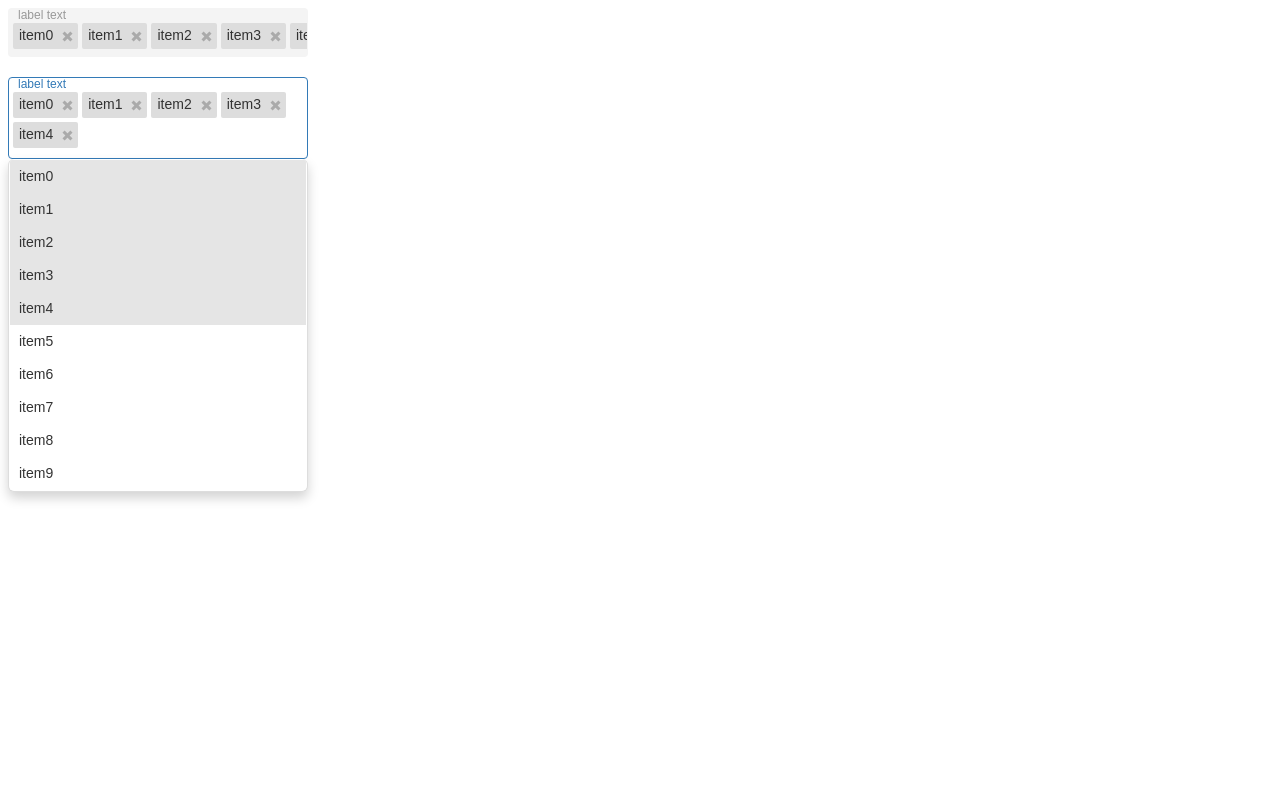 label text
item0 ✖ item1 ✖ item2 ✖ item3 ✖ ite
label text
item0 ✖ item1 ✖ item2 ✖ item3 ✖
item4 ✖
item0
item1
item2
item3
item4
item5
item6
item7
item8
item9